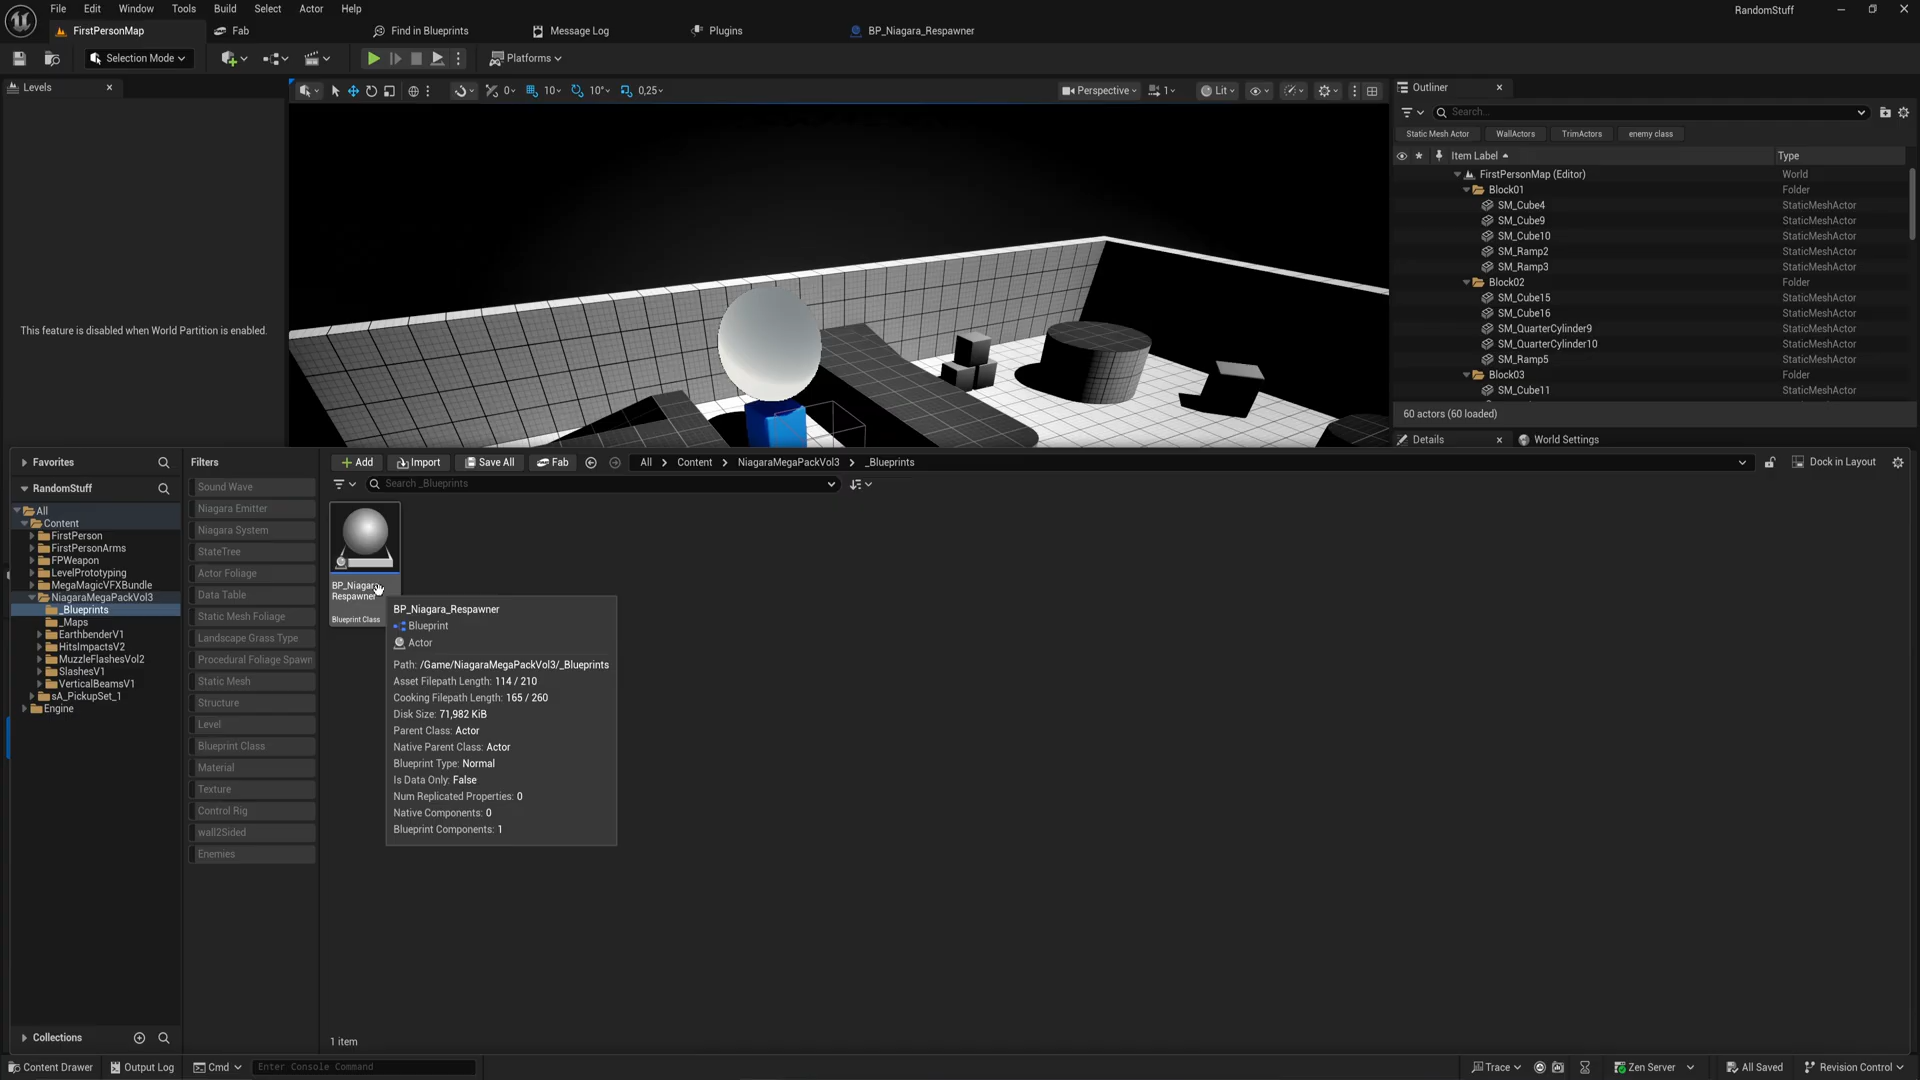 File Edit Window Tools Build Select Actor Help
RandomStuff
FirstPersonMap
Fab
Find in Blueprints
Message Log
Plugins
BP_Niagara_Respawner
Selection Mode
Platforms
Levels
0
10
10°
0,25
Perspective
1
Lit
Outliner
Search...
Static Mesh Actor
WallActors
TrimActors
enemy class
Item Label
Type
FirstPersonMap (Editor) World
Block01 Folder
SM_Cube4 StaticMeshActor
SM_Cube9 StaticMeshActor
SM_Cube10 StaticMeshActor
SM_Ramp2 StaticMeshActor
SM_Ramp3 StaticMeshActor
Block02 Folder
SM_Cube15 StaticMeshActor
SM_Cube16 StaticMeshActor
SM_QuarterCylinder9 StaticMeshActor
SM_QuarterCylinder10 StaticMeshActor
SM_Ramp5 StaticMeshActor
Block03 Folder
SM_Cube11 StaticMeshActor
60 actors (60 loaded)
Details
World Settings
This feature is disabled when World Partition is enabled.
Favorites
RandomStuff
All
Content
FirstPerson
FirstPersonArms
FPWeapon
LevelPrototyping
MegaMagicVFXBundle
NiagaraMegaPackVol3
_Blueprints
_Maps
EarthbenderV1
HitsImpactsV2
MuzzleFlashesVol2
SlashesV1
VerticalBeamsV1
sA_PickupSet_1
Engine
Collections
Filters
Sound Wave
Niagara Emitter
Niagara System
StateTree
Actor Foliage
Data Table
Static Mesh Foliage
Landscape Grass Type
Procedural Foliage Spawn
Static Mesh
Structure
Level
Blueprint Class
Material
Texture
Control Rig
wall2Sided
Enemies
Add
Import
Save All
Fab
All > Content > NiagaraMegaPackVol3 > _Blueprints
Dock in Layout
Search _Blueprints
BP_Niagara_
Respawner
Blueprint Class
BP_Niagara_Respawner
Blueprint
Actor
Path: /Game/NiagaraMegaPackVol3/_Blueprints
Asset Filepath Length: 114 / 210
Cooking Filepath Length: 165 / 260
Disk Size: 71,982 KiB
Parent Class: Actor
Native Parent Class: Actor
Blueprint Type: Normal
Is Data Only: False
Num Replicated Properties: 0
Native Components: 0
Blueprint Components: 1
1 item
Content Drawer
Output Log
Cmd
Enter Console Command
Trace
Zen Server
All Saved
Revision Control